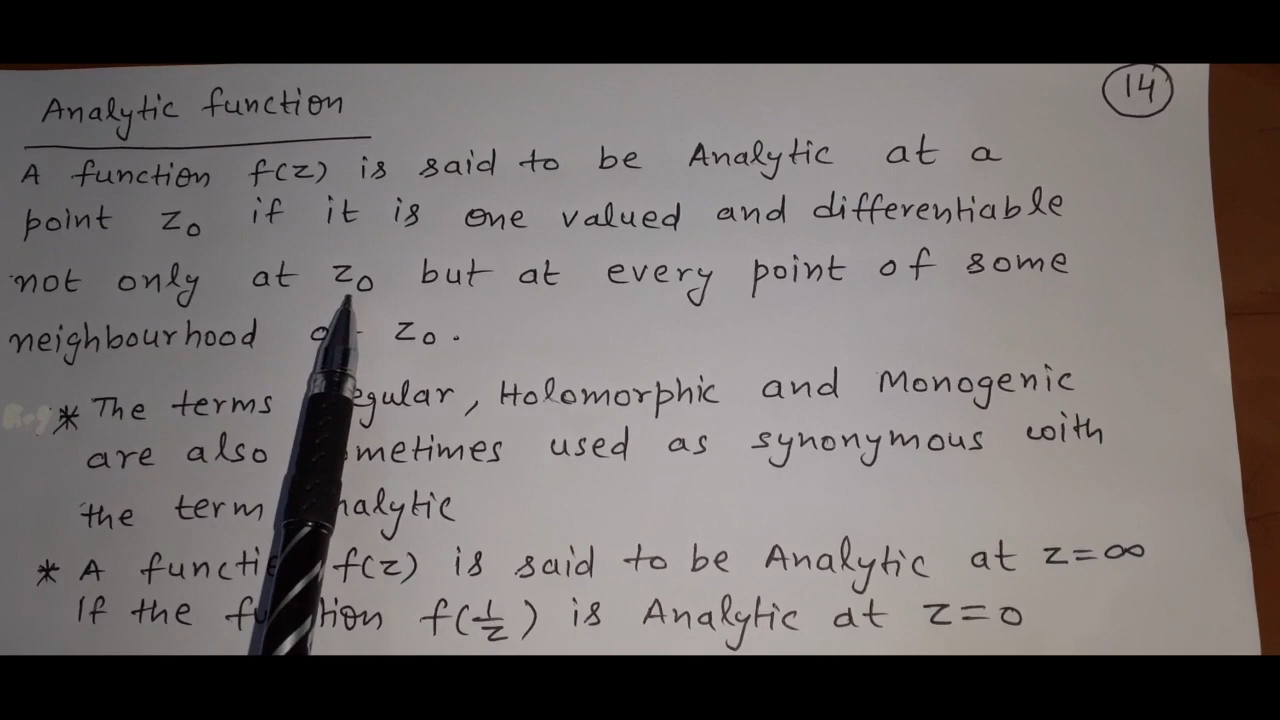 14
Analytic function
A function f(z) is said to be Analytic at a
point z₀ if it is one valued and differentiable
not only at z₀ but at every point of some
neighbourhood z₀.
* The terms egular, Holomorphic and Monogenic
are also metimes used as synonymous with
the term nalytic
* A functi f(z) is said to be Analytic at z=∞
If the f tion f(1/z) is Analytic at z=0